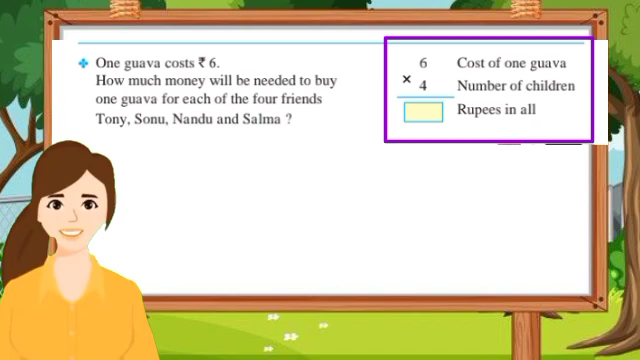 One guava costs ₹ 6.
How much money will be needed to buy
one guava for each of the four friends
Tony, Sonu, Nandu and Salma ?
6 Cost of one guava
× 4 Number of children
Rupees in all